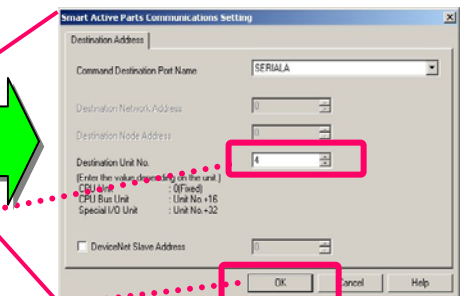 Smart Active Parts Communications Setting
Destination Address
Command Destination Port Name SERIALA
Destination Network Address 0
Destination Node Address 0
Destination Unit No. 4
(Enter the value depending on the unit.)
CPU Unit : 0(Fixed)
CPU Bus Unit : Unit No.+16
Special I/O Unit : Unit No.+32
DeviceNet Slave Address 0
OK Cancel Help